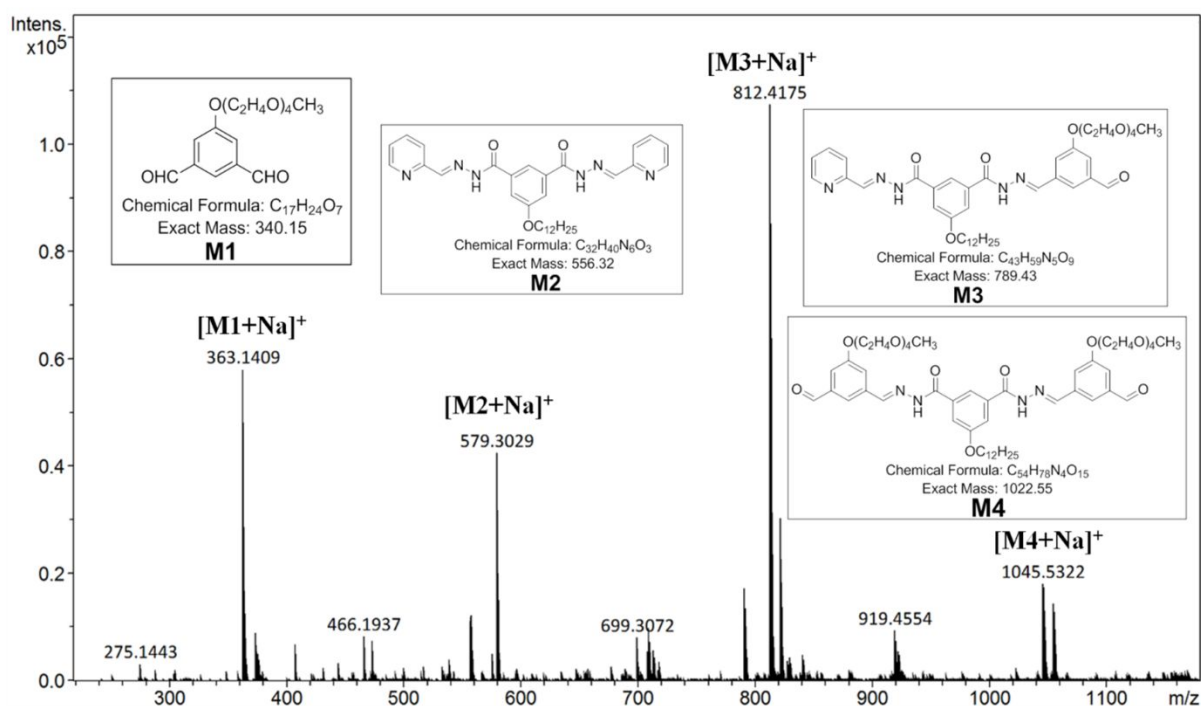 Intens.
x10⁵
1.0
0.8
0.6
0.4
0.2
0.0
O(C₂H₄O)₄CH₃
OHC CHO
Chemical Formula: C₁₇H₂₄O₇
Exact Mass: 340.15
M1
[M1+Na]⁺
363.1409
O O
N N
N N
N H N H
OC₁₂H₂₅
Chemical Formula: C₃₂H₄₀N₆O₃
Exact Mass: 556.32
M2
[M2+Na]⁺
579.3029
[M3+Na]⁺
812.4175
O(C₂H₄O)₄CH₃
O O
N N O
N N
N H H
OC₁₂H₂₅
Chemical Formula: C₄₃H₅₉N₅O₉
Exact Mass: 789.43
M3
O(C₂H₄O)₄CH₃ O(C₂H₄O)₄CH₃
O O
O N N O
N N
H H
OC₁₂H₂₅
Chemical Formula: C₅₄H₇₈N₄O₁₅
Exact Mass: 1022.55
M4
[M4+Na]⁺
1045.5322
275.1443
466.1937
699.3072
919.4554
300 400 500 600 700 800 900 1000 1100 m/z